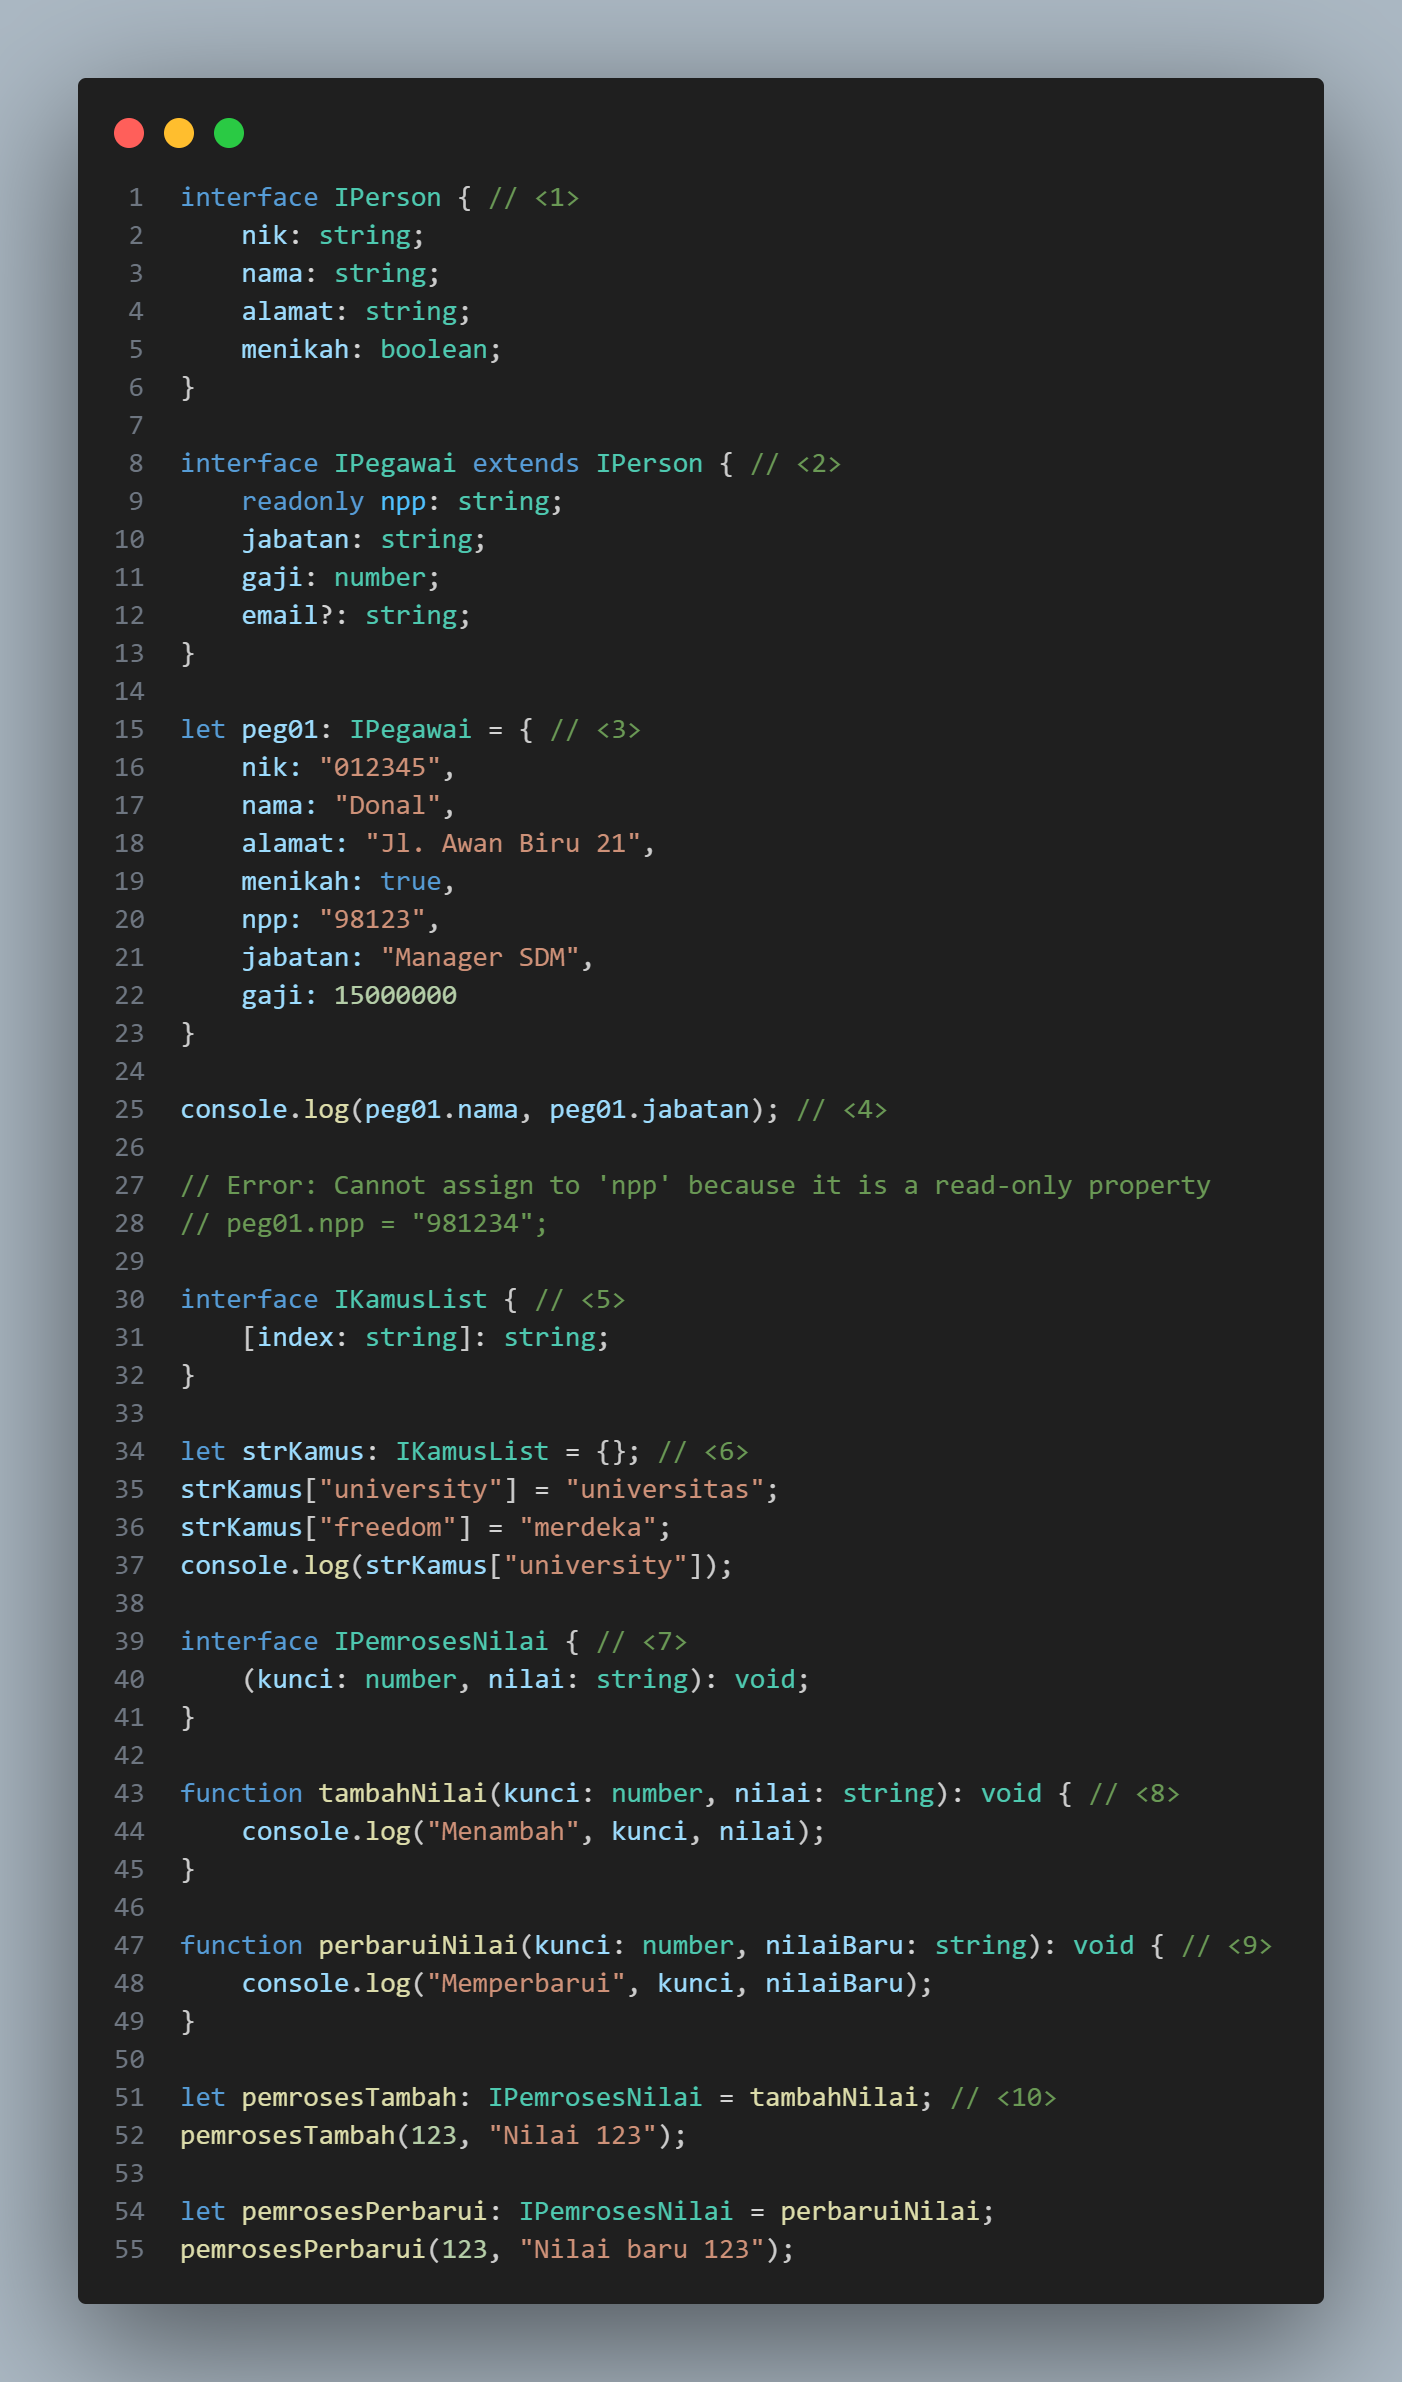 1 interface IPerson { // <1>
2     nik: string;
3     nama: string;
4     alamat: string;
5     menikah: boolean;
6 }
7
8 interface IPegawai extends IPerson { // <2>
9     readonly npp: string;
10     jabatan: string;
11     gaji: number;
12     email?: string;
13 }
14
15 let peg01: IPegawai = { // <3>
16     nik: "012345",
17     nama: "Donal",
18     alamat: "Jl. Awan Biru 21",
19     menikah: true,
20     npp: "98123",
21     jabatan: "Manager SDM",
22     gaji: 15000000
23 }
24
25 console.log(peg01.nama, peg01.jabatan); // <4>
26
27 // Error: Cannot assign to 'npp' because it is a read-only property
28 // peg01.npp = "981234";
29
30 interface IKamusList { // <5>
31     [index: string]: string;
32 }
33
34 let strKamus: IKamusList = {}; // <6>
35 strKamus["university"] = "universitas";
36 strKamus["freedom"] = "merdeka";
37 console.log(strKamus["university"]);
38
39 interface IPemrosesNilai { // <7>
40     (kunci: number, nilai: string): void;
41 }
42
43 function tambahNilai(kunci: number, nilai: string): void { // <8>
44     console.log("Menambah", kunci, nilai);
45 }
46
47 function perbaruiNilai(kunci: number, nilaiBaru: string): void { // <9>
48     console.log("Memperbarui", kunci, nilaiBaru);
49 }
50
51 let pemrosesTambah: IPemrosesNilai = tambahNilai; // <10>
52 pemrosesTambah(123, "Nilai 123");
53
54 let pemrosesPerbarui: IPemrosesNilai = perbaruiNilai;
55 pemrosesPerbarui(123, "Nilai baru 123");